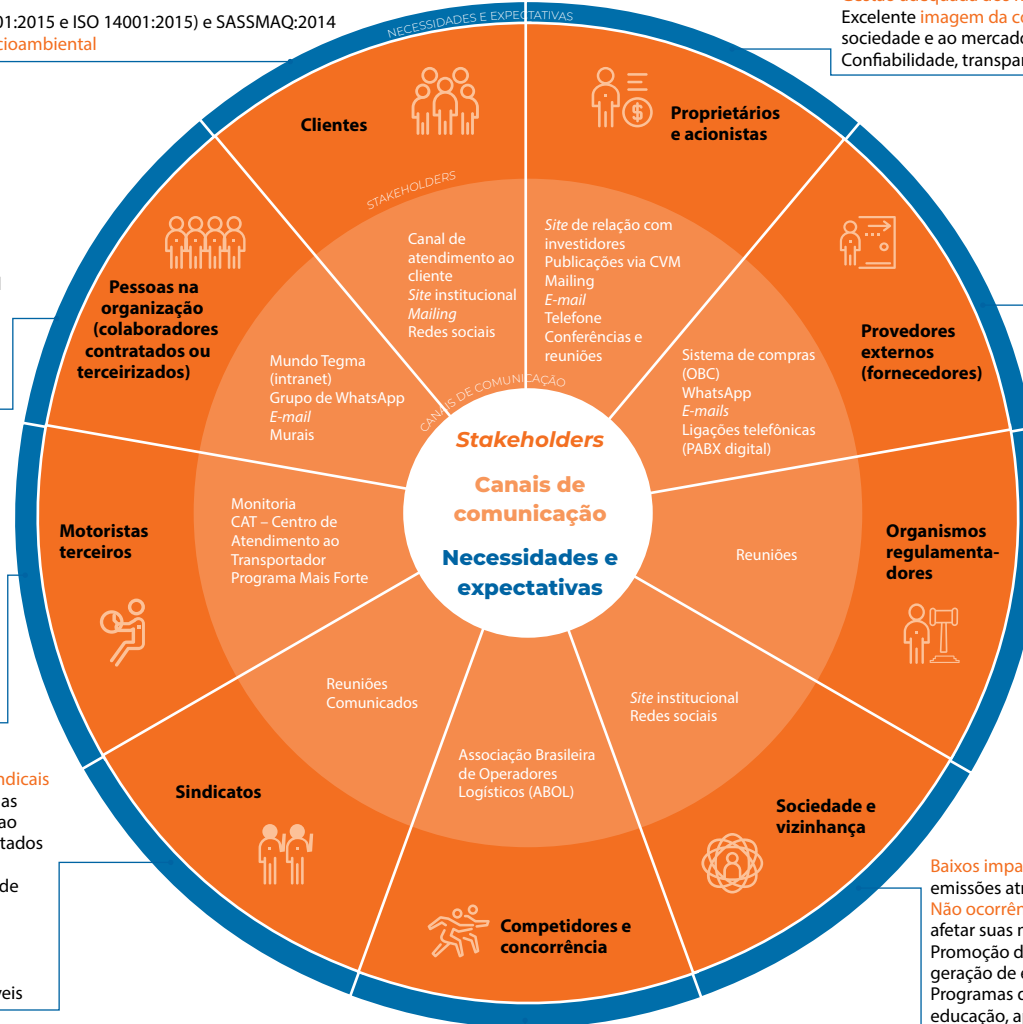 01:2015 e ISO 14001:2015) e SASSMAQ:2014
cioambiental
Excelente imagem da co
sociedade e ao mercado
Confiabilidade, transpar
NECESSIDADES E EXPECTATIVAS
Clientes
Proprietários
e acionistas
STAKEHOLDERS
Canal de
atendimento ao
cliente
Site institucional
Mailing
Redes sociais
Site de relação com
investidores
Publicações via CVM
Mailing
E-mail
Telefone
Conferências e
reuniões
Pessoas na
organização
(colaboradores
contratados ou
terceirizados)
Mundo Tegma
(intranet)
Grupo de WhatsApp
E-mail
Murais
Provedores
externos
(fornecedores)
Sistema de compras
(OBC)
WhatsApp
E-mails
Ligações telefônicas
(PABX digital)
CANAIS DE COMUNICAÇÃO
Stakeholders
Canais de
comunicação
Necessidades e
expectativas
Motoristas
terceiros
Monitoria
CAT – Centro de
Atendimento ao
Transportador
Programa Mais Forte
Organismos
regulamenta-
dores
Reuniões
Sindicatos
Reuniões
Comunicados
Associação Brasileira
de Operadores
Logísticos (ABOL)
Competidores e
concorrência
Site institucional
Redes sociais
Sociedade e
vizinhança
ndicais
as
ao
tados
de
veis
Baixos impa
emissões atr
Não ocorrên
afetar suas r
Promoção d
geração de e
Programas d
educação, a